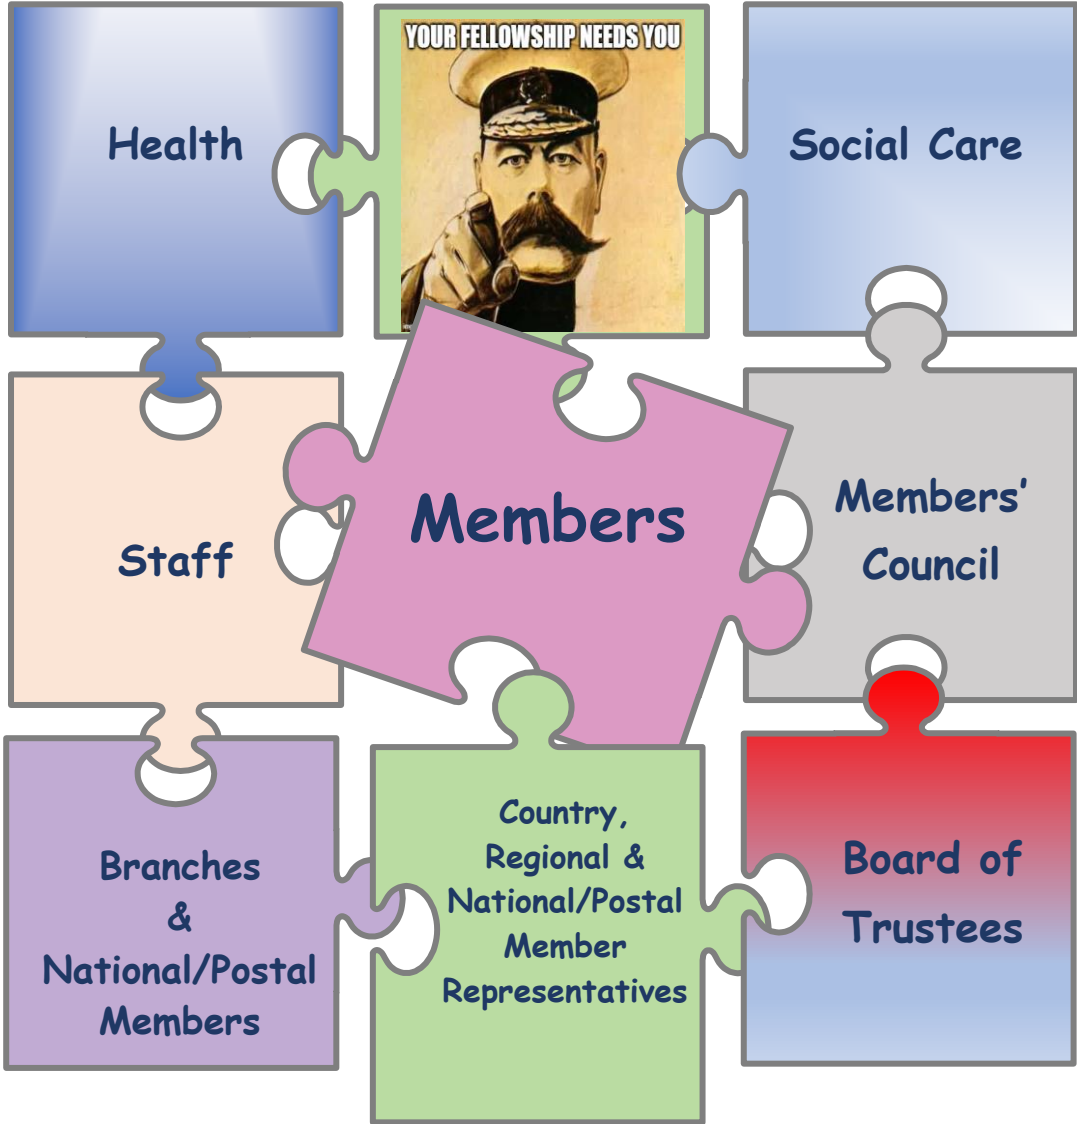 YOUR FELLOWSHIP NEEDS YOU
Health
Social Care
Members
Members’
Council
Staff
Branches
&
National/Postal
Members
Country,
Regional &
National/Postal
Member
Representatives
Board of
Trustees